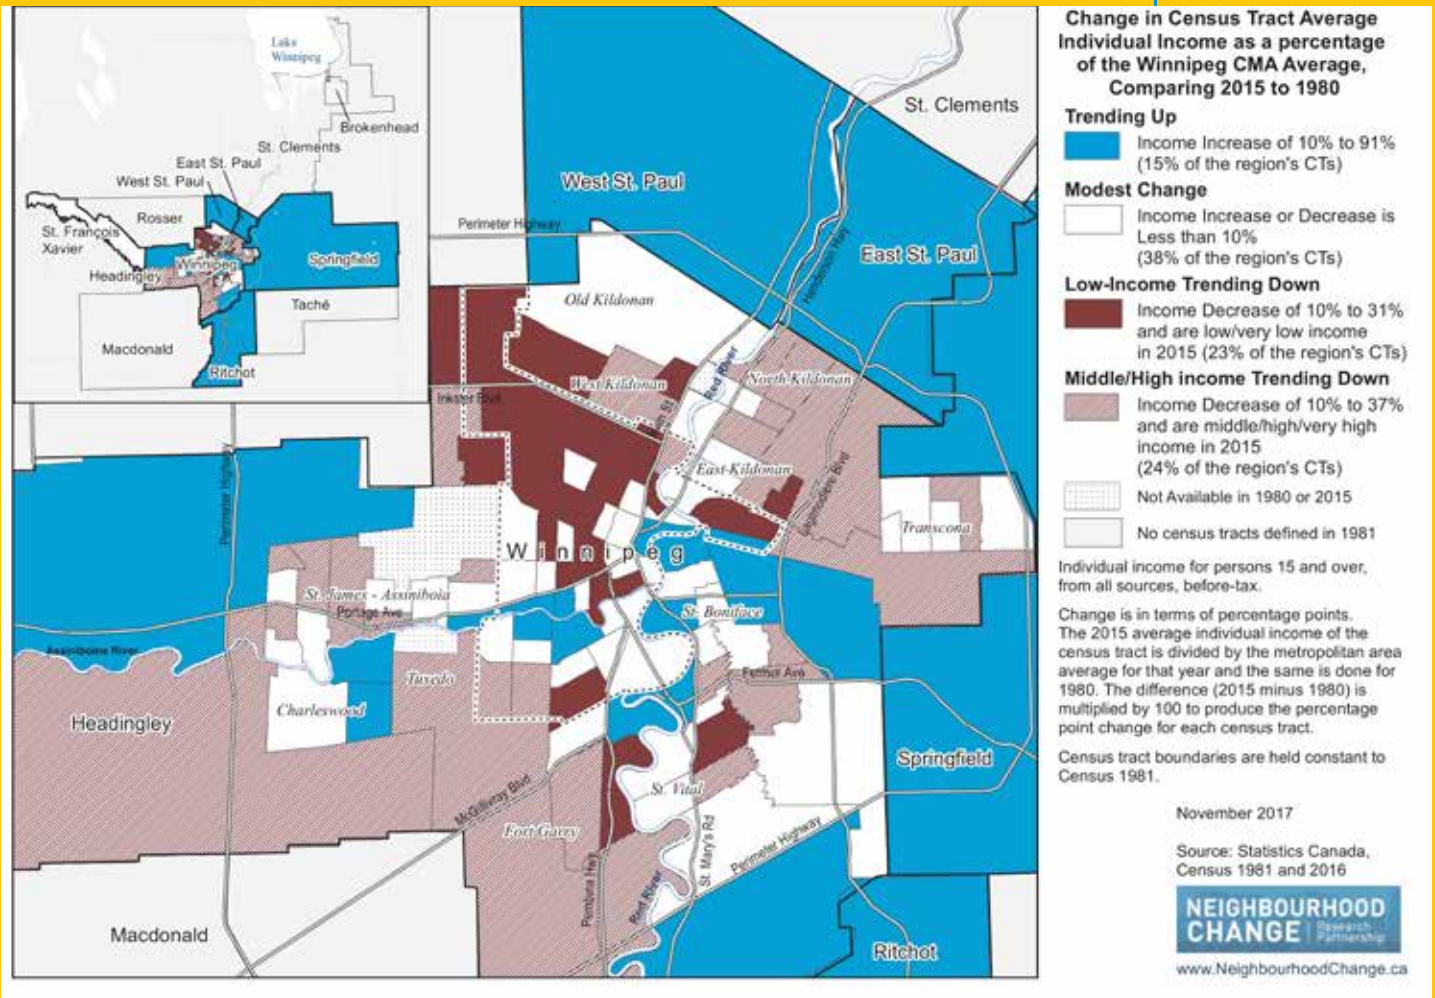 Lake
Winnipeg
Brokenhead
St. Clements
East St. Paul
West St. Paul
Rosser
St. François
Xavier
Winnipeg
Springfield
Headingley
Taché
Macdonald
Ritchot
St. Clements
West St. Paul
Perimeter Highway
Henderson Hwy
East St. Paul
Old Kildonan
Red River
West Kildonan
North Kildonan
Inkster Blvd.
East Kildonan
Lagimodiere Blvd
Perimeter Highway
Transcona
Winnipeg
St. James - Assiniboia
Portage Ave
St. Boniface
Assiniboine River
Tuxedo
Fermor Ave
Charleswood
Headingley
Springfield
St. Vital
McGillivray Blvd
Fort Garry
St. Mary's Rd
Perimeter Highway
Pembina Hwy
Red River
Macdonald
Ritchot
Change in Census Tract Average
Individual Income as a percentage
of the Winnipeg CMA Average,
Comparing 2015 to 1980
Trending Up
Income Increase of 10% to 91%
(15% of the region's CTs)
Modest Change
Income Increase or Decrease is
Less than 10%
(38% of the region's CTs)
Low-Income Trending Down
Income Decrease of 10% to 31%
and are low/very low income
in 2015 (23% of the region's CTs)
Middle/High income Trending Down
Income Decrease of 10% to 37%
and are middle/high/very high
income in 2015
(24% of the region's CTs)
Not Available in 1980 or 2015
No census tracts defined in 1981
Individual income for persons 15 and over,
from all sources, before-tax.
Change is in terms of percentage points.
The 2015 average individual income of the
census tract is divided by the metropolitan area
average for that year and the same is done for
1980. The difference (2015 minus 1980) is
multiplied by 100 to produce the percentage
point change for each census tract.
Census tract boundaries are held constant to
Census 1981.
November 2017
Source: Statistics Canada,
Census 1981 and 2016
NEIGHBOURHOOD
CHANGE
Research
Partnership
www.NeighbourhoodChange.ca